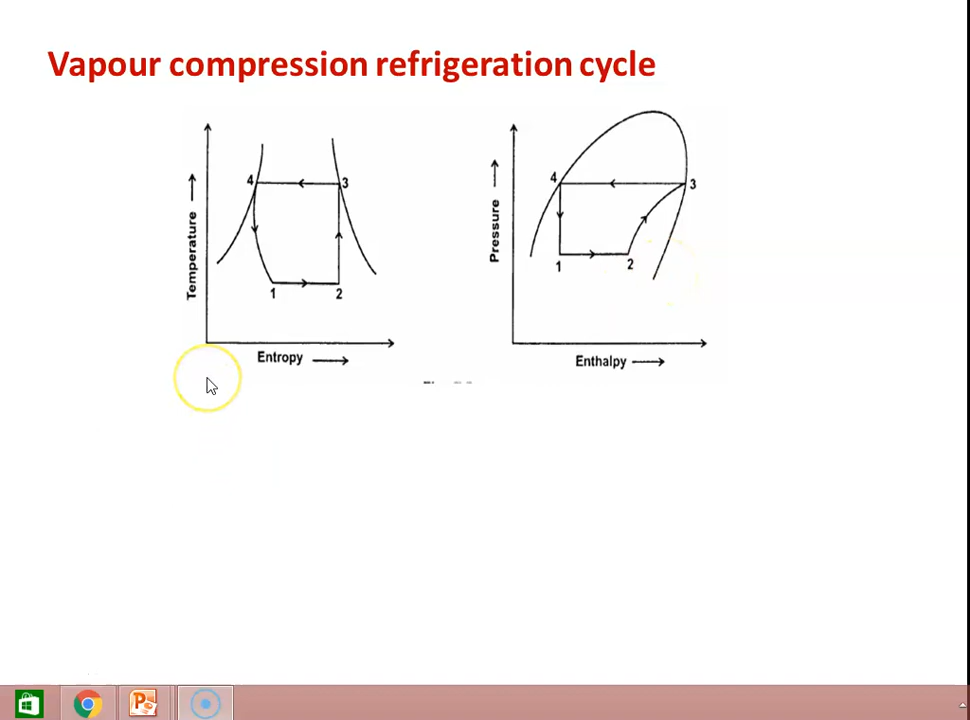 Vapour compression refrigeration cycle
Temperature
4
3
1
2
Entropy
Pressure
4
3
1
2
Enthalpy